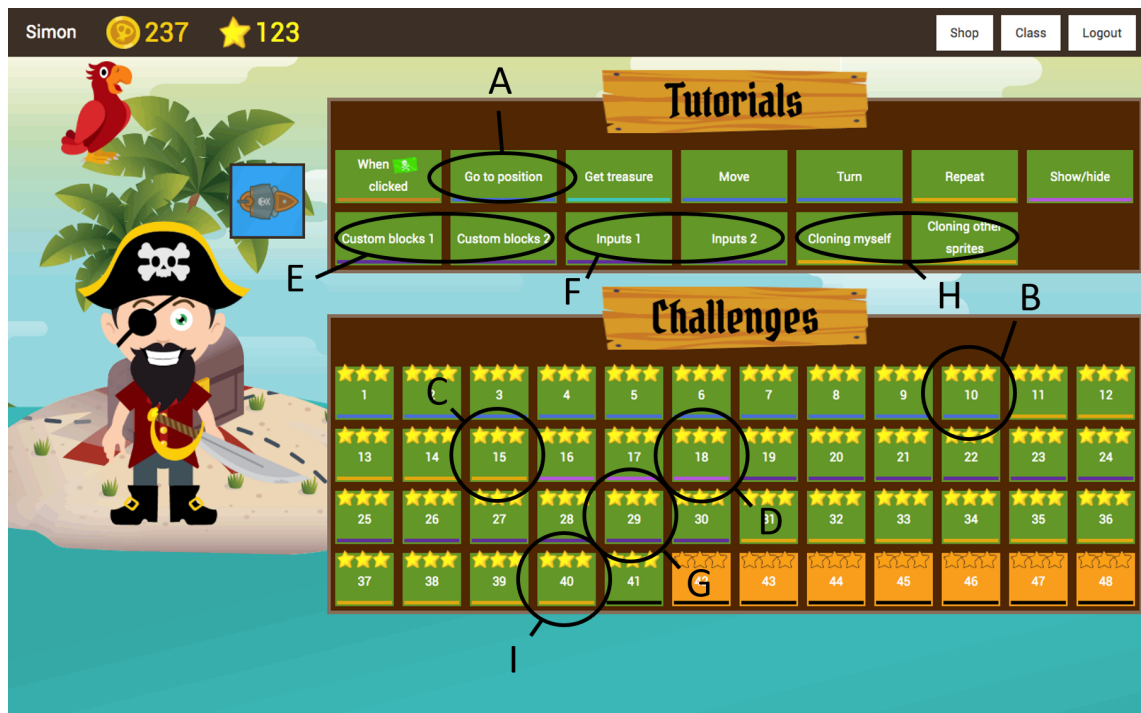 Simon 237 123 Shop Class Logout
A
Tutorials
When clicked Go to position Get treasure Move Turn Repeat Show/hide
Custom blocks 1 Custom blocks 2 Inputs 1 Inputs 2 Cloning myself Cloning other sprites
E F H B
Challenges
1 2 3 4 5 6 7 8 9 10 11 12
C
13 14 15 16 17 18 19 20 21 22 23 24
25 26 27 28 29 30 31 32 33 34 35 36
D
37 38 39 40 41 42 43 44 45 46 47 48
G
I